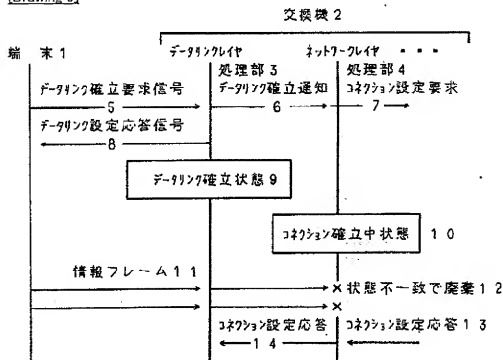 [Drawing 3]
交換機2
端 末1
データリンクレイヤ
処理部3
ネットワークレイヤ ・・・
処理部4
データリンク確立要求信号
5
データリンク確立通知
6
コネクション設定要求
7
データリンク設定応答信号
8
データリンク確立状態9
コネクション確立中状態 10
情報フレーム11
×状態不一致で廃棄12
×
コネクション設定応答
14
コネクション設定応答13